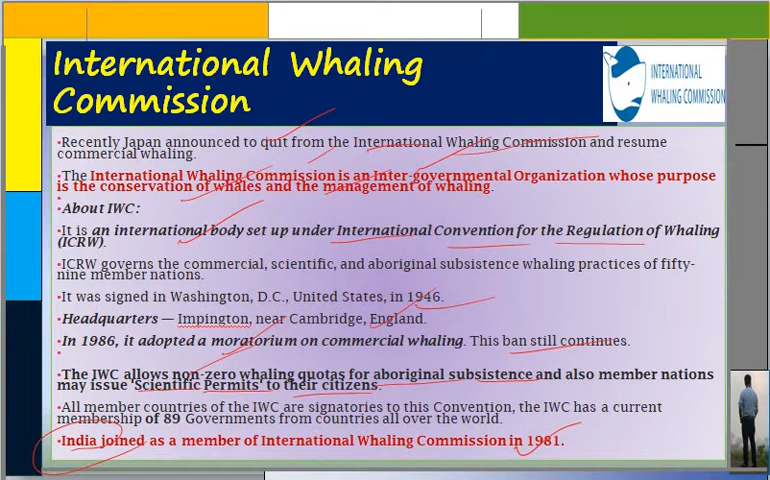 International Whaling
Commission
INTERNATIONAL
WHALING COMMISSION
•Recently Japan announced to quit from the International Whaling Commission and resume
commercial whaling.
•The International Whaling Commission is an Inter-governmental Organization whose purpose
is the conservation of whales and the management of whaling.
•
•About IWC:
•It is an international body set up under International Convention for the Regulation of Whaling
(ICRW).
•ICRW governs the commercial, scientific, and aboriginal subsistence whaling practices of fifty-
nine member nations.
•It was signed in Washington, D.C., United States, in 1946.
•Headquarters — Impington, near Cambridge, England.
•In 1986, it adopted a moratorium on commercial whaling. This ban still continues.
•
•The IWC allows non-zero whaling quotas for aboriginal subsistence and also member nations
may issue 'Scientific Permits' to their citizens.
•All member countries of the IWC are signatories to this Convention, the IWC has a current
membership of 89 Governments from countries all over the world.
•India joined as a member of International Whaling Commission in 1981.